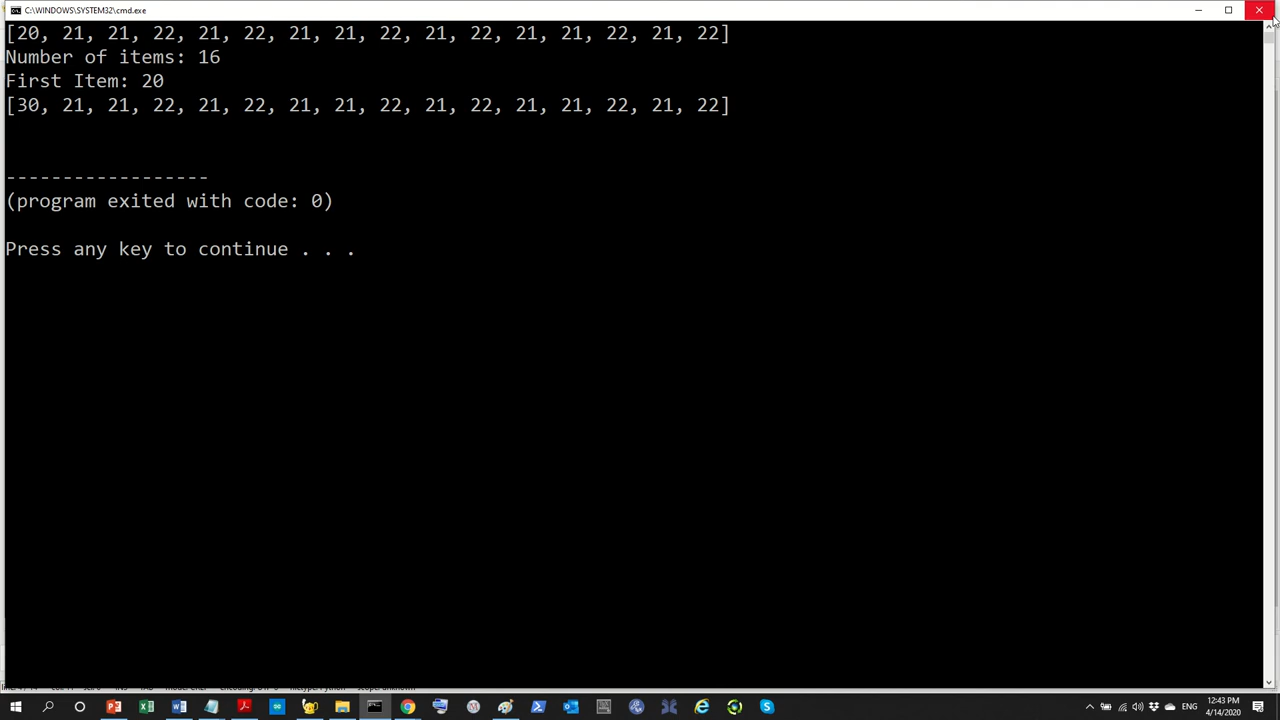 C:\WINDOWS\SYSTEM32\cmd.exe
[20, 21, 21, 22, 21, 22, 21, 21, 22, 21, 22, 21, 21, 22, 21, 22]
Number of items: 16
First Item: 20
[30, 21, 21, 22, 21, 22, 21, 21, 22, 21, 22, 21, 21, 22, 21, 22]
------------------
(program exited with code: 0)
Press any key to continue . . .
ENG
12:43 PM
4/14/2020